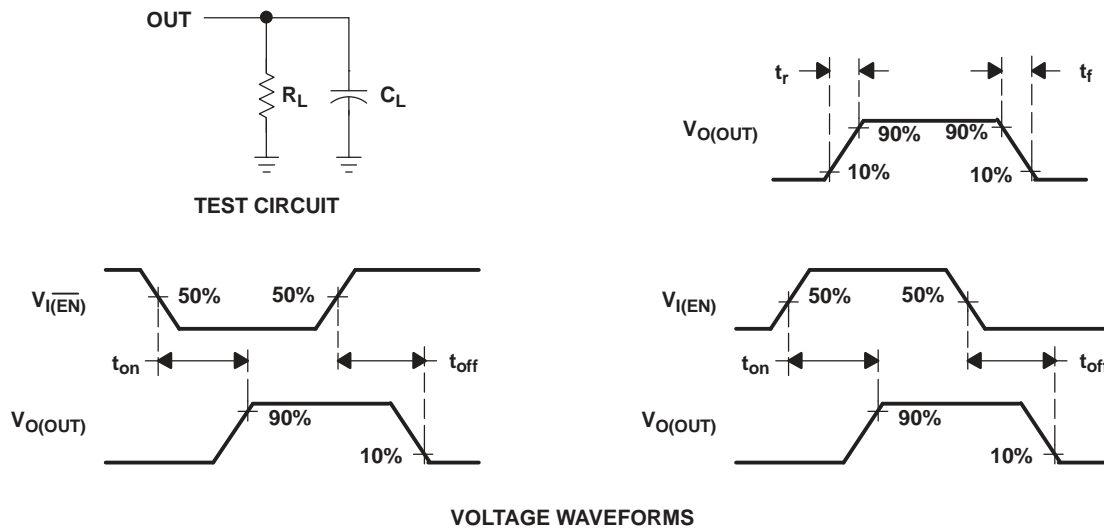 OUT
R_L C_L
TEST CIRCUIT
t_r t_f
V_O(OUT) 90% 90%
10% 10%
V_I(E̅N̅) 50% 50%
t_on t_off
V_O(OUT) 90%
10%
V_I(EN) 50% 50%
t_on t_off
V_O(OUT) 90%
10%
VOLTAGE WAVEFORMS